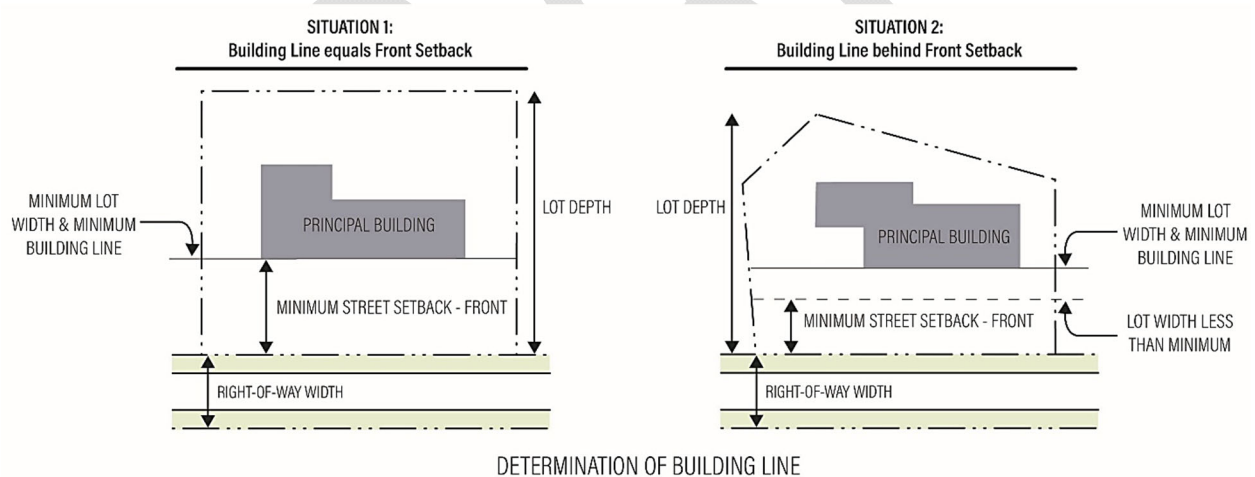 SITUATION 1:
Building Line equals Front Setback
MINIMUM LOT
WIDTH & MINIMUM
BUILDING LINE
PRINCIPAL BUILDING
LOT DEPTH
MINIMUM STREET SETBACK - FRONT
RIGHT-OF-WAY WIDTH
SITUATION 2:
Building Line behind Front Setback
LOT DEPTH
PRINCIPAL BUILDING
MINIMUM LOT
WIDTH & MINIMUM
BUILDING LINE
MINIMUM STREET SETBACK - FRONT
LOT WIDTH LESS
THAN MINIMUM
RIGHT-OF-WAY WIDTH
DETERMINATION OF BUILDING LINE